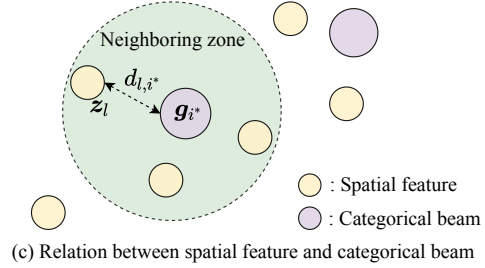 Neighboring zone
d_{l,i*}
z_l
g_{i*}
: Spatial feature
: Categorical beam
(c) Relation between spatial feature and categorical beam